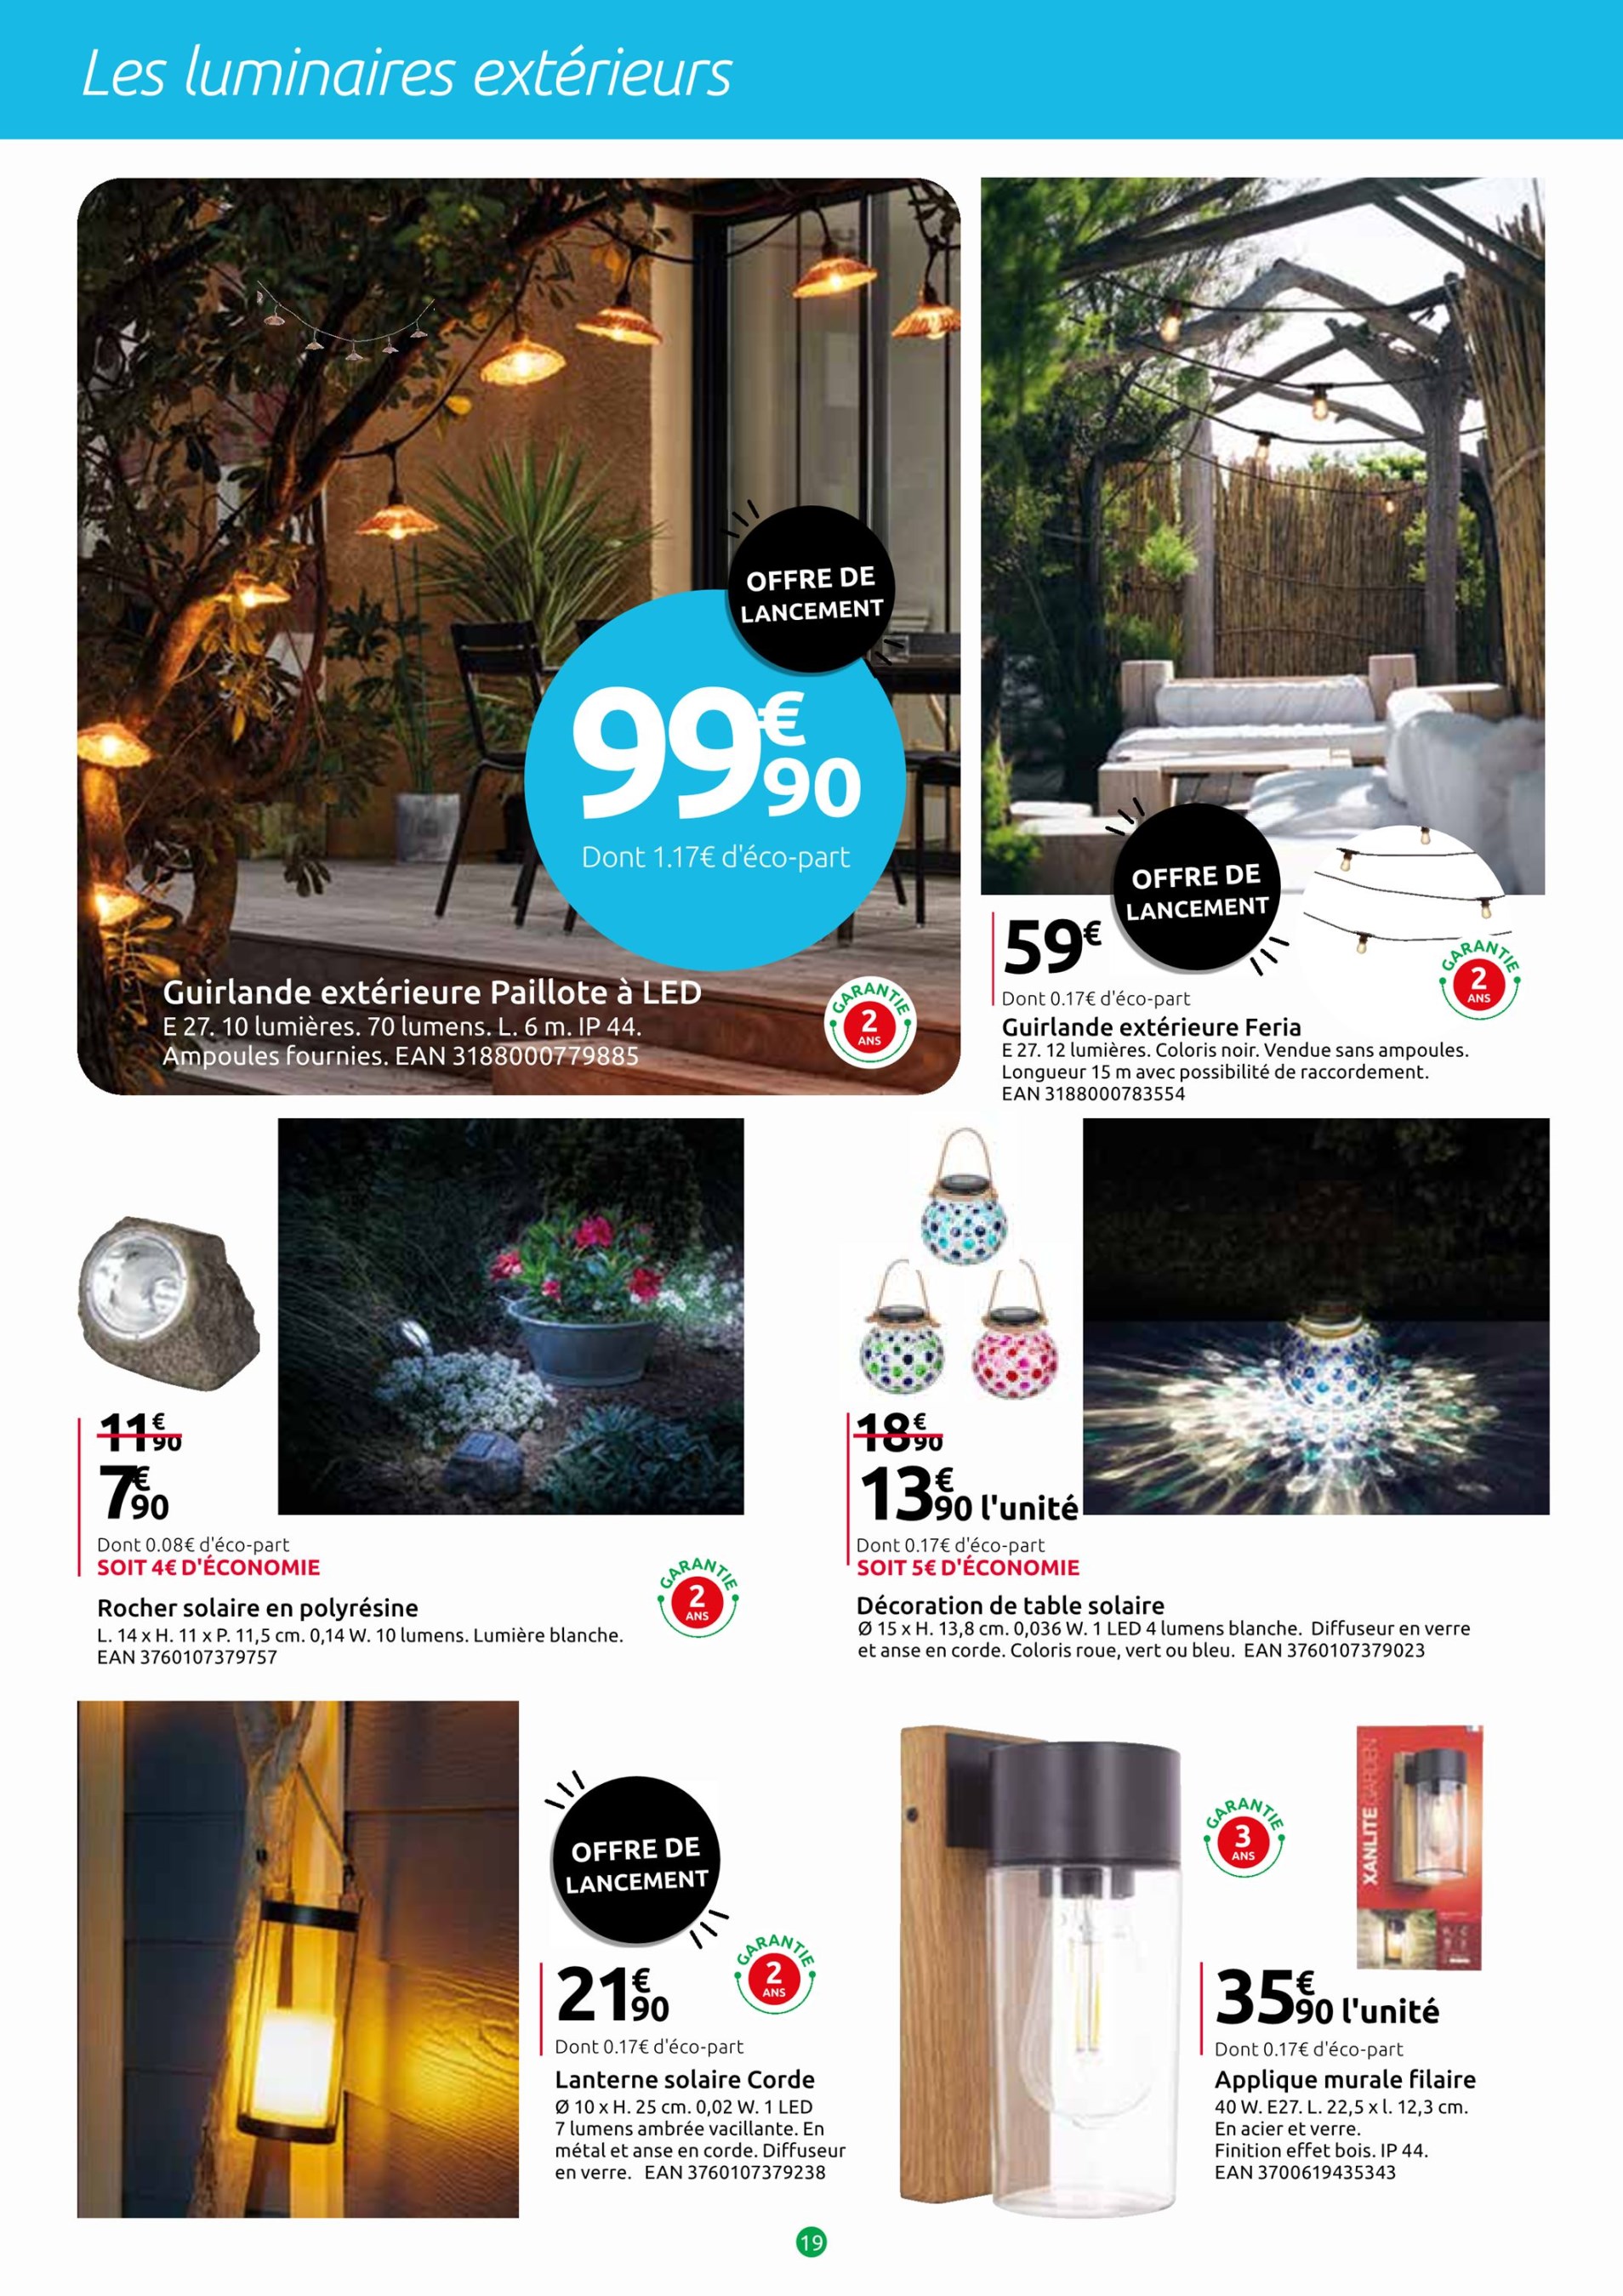 Les luminaires extérieurs
OFFRE DE
LANCEMENT
99€90
Dont 1.17€ d'éco-part
Guirlande extérieure Paillote à LED
E 27. 10 lumières. 70 lumens. L. 6 m. IP 44.
Ampoules fournies. EAN 3188000779885
GARANTIE
2
ANS
OFFRE DE
LANCEMENT
59€
Dont 0.17€ d'éco-part
GARANTIE
2
ANS
Guirlande extérieure Feria
E 27. 12 lumières. Coloris noir. Vendue sans ampoules.
Longueur 15 m avec possibilité de raccordement.
EAN 3188000783554
11€90
7€90
Dont 0.08€ d'éco-part
SOIT 4€ D'ÉCONOMIE
GARANTIE
2
ANS
Rocher solaire en polyrésine
L. 14 x H. 11 x P. 11,5 cm. 0,14 W. 10 lumens. Lumière blanche.
EAN 3760107379757
18€90
13€90 l'unité
Dont 0.17€ d'éco-part
SOIT 5€ D'ÉCONOMIE
Décoration de table solaire
Ø 15 x H. 13,8 cm. 0,036 W. 1 LED 4 lumens blanche. Diffuseur en verre
et anse en corde. Coloris roue, vert ou bleu. EAN 3760107379023
OFFRE DE
LANCEMENT
GARANTIE
2
ANS
21€90
Dont 0.17€ d'éco-part
Lanterne solaire Corde
Ø 10 x H. 25 cm. 0,02 W. 1 LED
7 lumens ambrée vacillante. En
métal et anse en corde. Diffuseur
en verre. EAN 3760107379238
GARANTIE
3
ANS
XANLITE GARDEN
35€90 l'unité
Dont 0.17€ d'éco-part
Applique murale filaire
40 W. E27. L. 22,5 x l. 12,3 cm.
En acier et verre.
Finition effet bois. IP 44.
EAN 3700619435343
19